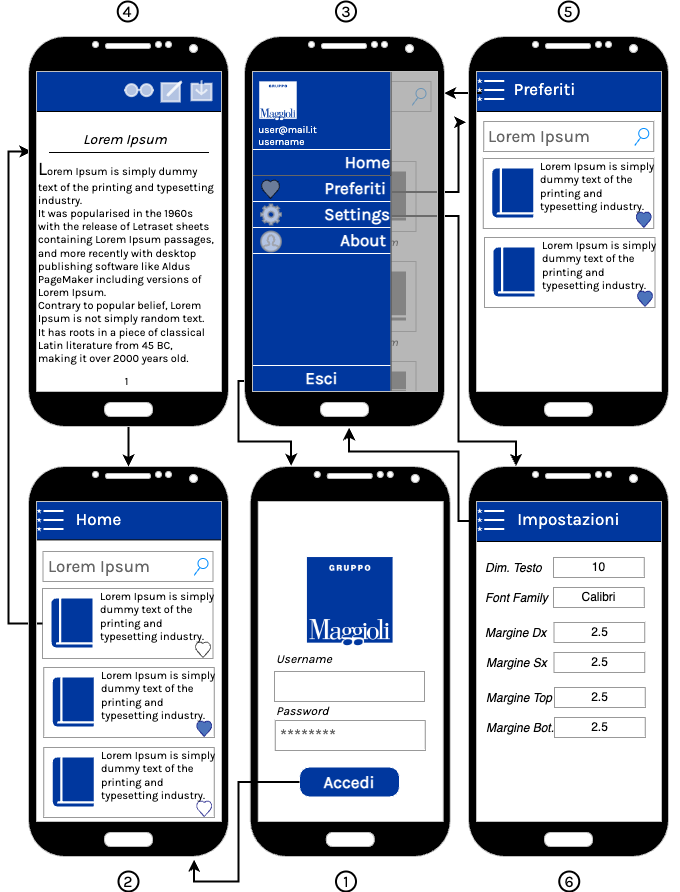 4
Lorem Ipsum
Lorem Ipsum is simply dummy
text of the printing and typesetting
industry.
It was popularised in the 1960s
with the release of Letraset sheets
containing Lorem Ipsum passages,
and more recently with desktop
publishing software like Aldus
PageMaker including versions of
Lorem Ipsum.
Contrary to popular belief, Lorem
Ipsum is not simply random text.
It has roots in a piece of classical
Latin literature from 45 BC,
making it over 2000 years old.
1
3
GRUPPO
Maggioli
user@mail.it
username
Home
Preferiti
Settings
About
m
m
Esci
5
Preferiti
Lorem Ipsum
Lorem Ipsum is simply
dummy text of the
printing and
typesetting industry.
Lorem Ipsum is simply
dummy text of the
printing and
typesetting industry.
Home
Lorem Ipsum
Lorem Ipsum is simply
dummy text of the
printing and
typesetting industry.
Lorem Ipsum is simply
dummy text of the
printing and
typesetting industry.
Lorem Ipsum is simply
dummy text of the
printing and
typesetting industry.
2
GRUPPO
Maggioli
Username
Password
********
Accedi
1
Impostazioni
Dim. Testo 10
Font Family Calibri
Margine Dx 2.5
Margine Sx 2.5
Margine Top 2.5
Margine Bot. 2.5
6